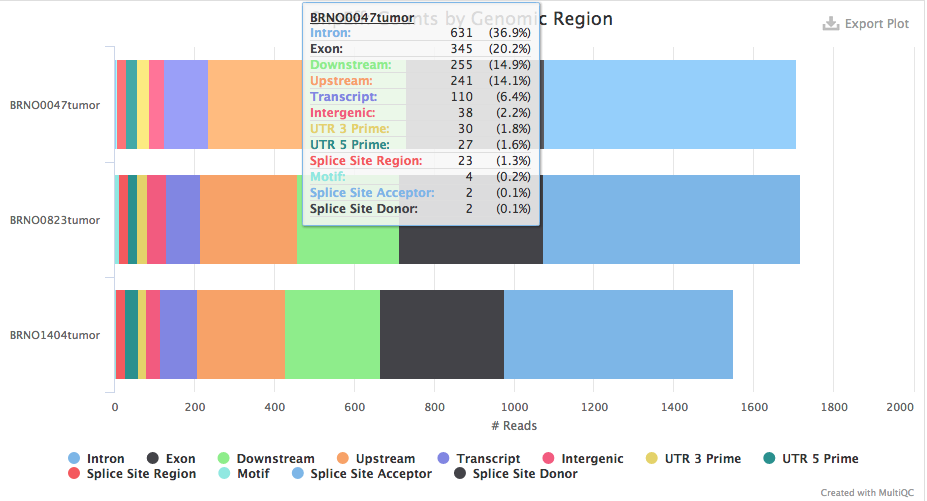 BRNO0047tumor
nts by Genomic Region
Export Plot
Intron: 631 (36.9%)
Exon: 345 (20.2%)
Downstream: 255 (14.9%)
Upstream: 241 (14.1%)
Transcript: 110 (6.4%)
Intergenic: 38 (2.2%)
UTR 3 Prime: 30 (1.8%)
UTR 5 Prime: 27 (1.6%)
Splice Site Region: 23 (1.3%)
Motif: 4 (0.2%)
Splice Site Acceptor: 2 (0.1%)
Splice Site Donor: 2 (0.1%)
BRNO0047tumor
BRNO0823tumor
BRNO1404tumor
0 200 400 600 800 1000 1200 1400 1600 1800 2000
# Reads
Intron Exon Downstream Upstream Transcript Intergenic UTR 3 Prime UTR 5 Prime
Splice Site Region Motif Splice Site Acceptor Splice Site Donor
Created with MultiQC